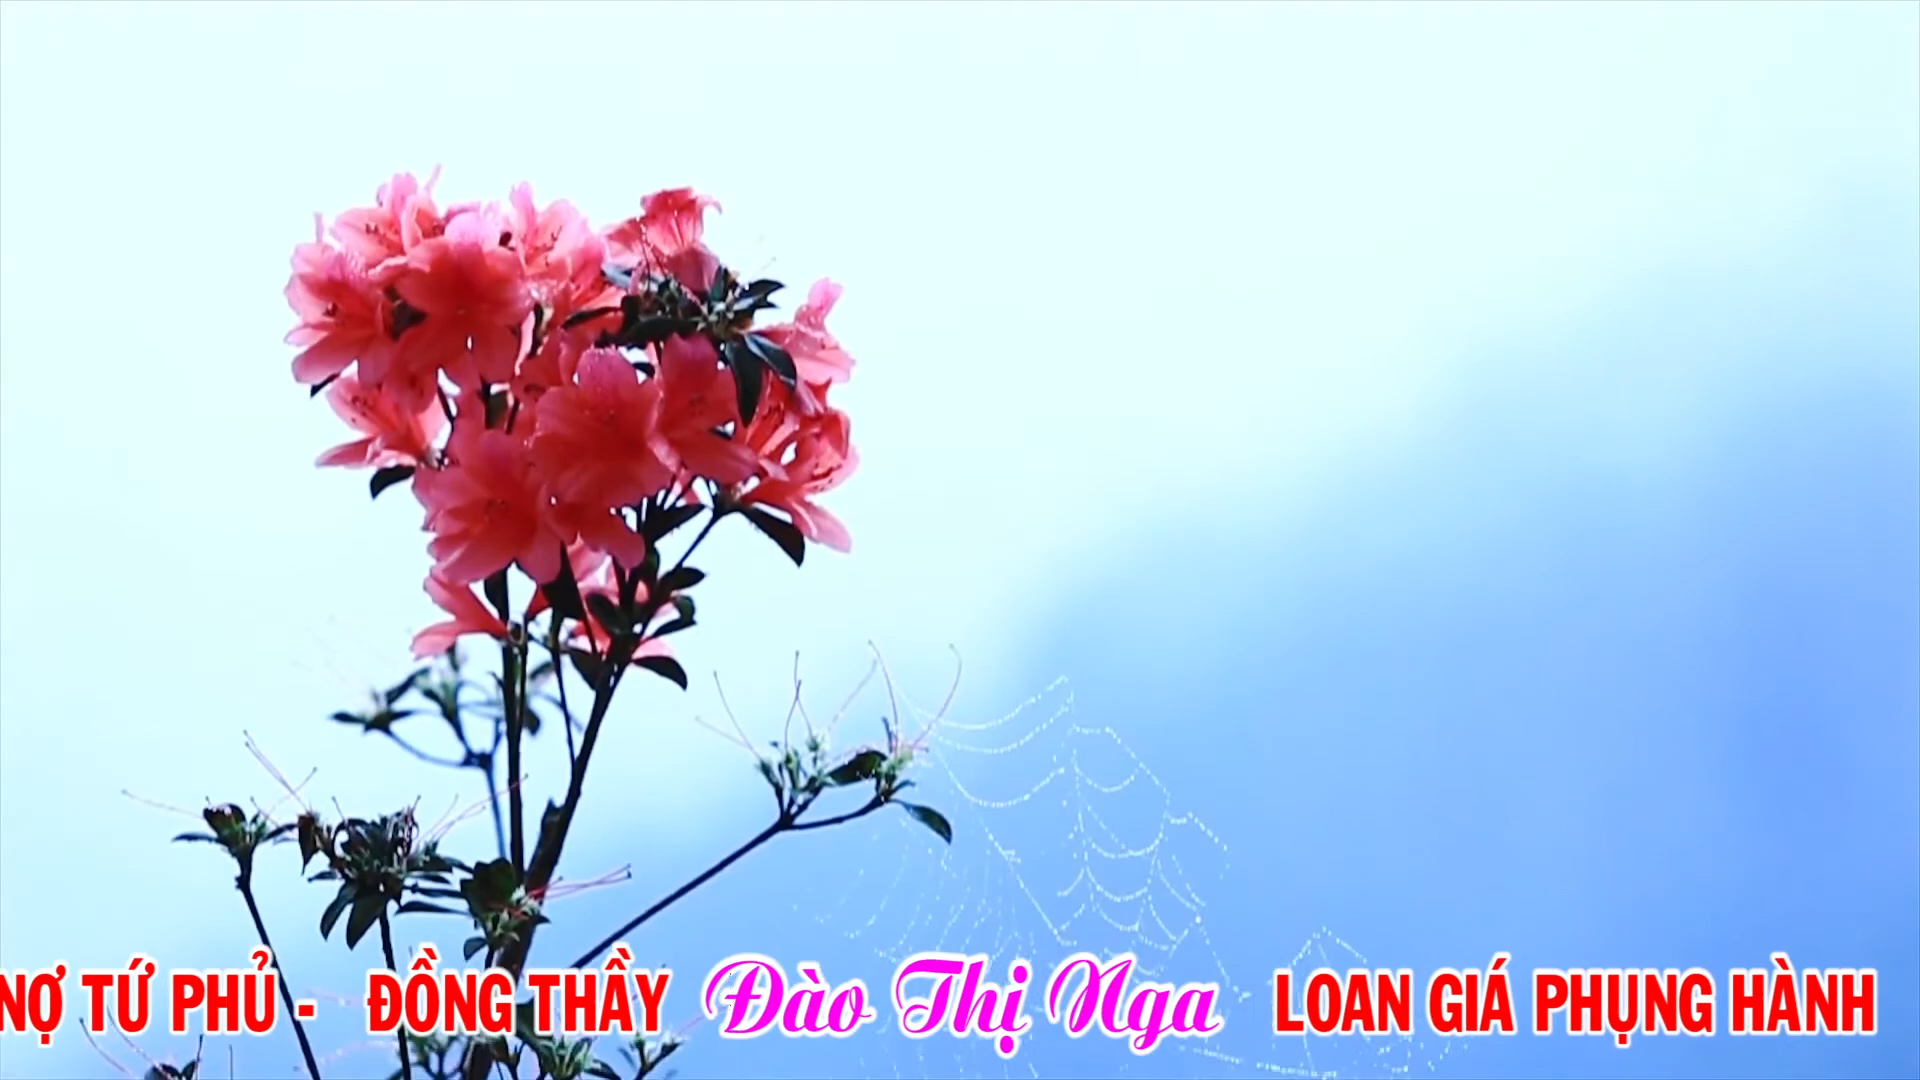 NỢ TỨ PHỦ - ĐỒNG THẦY Đào Thị Nga LOAN GIÁ PHỤNG HÀNH